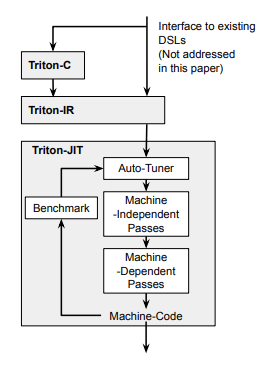 Interface to existing
DSLs
(Not addressed
in this paper)
Triton-C
Triton-IR
Triton-JIT
Auto-Tuner
Machine
-Independent
Passes
Benchmark
Machine
-Dependent
Passes
Machine-Code